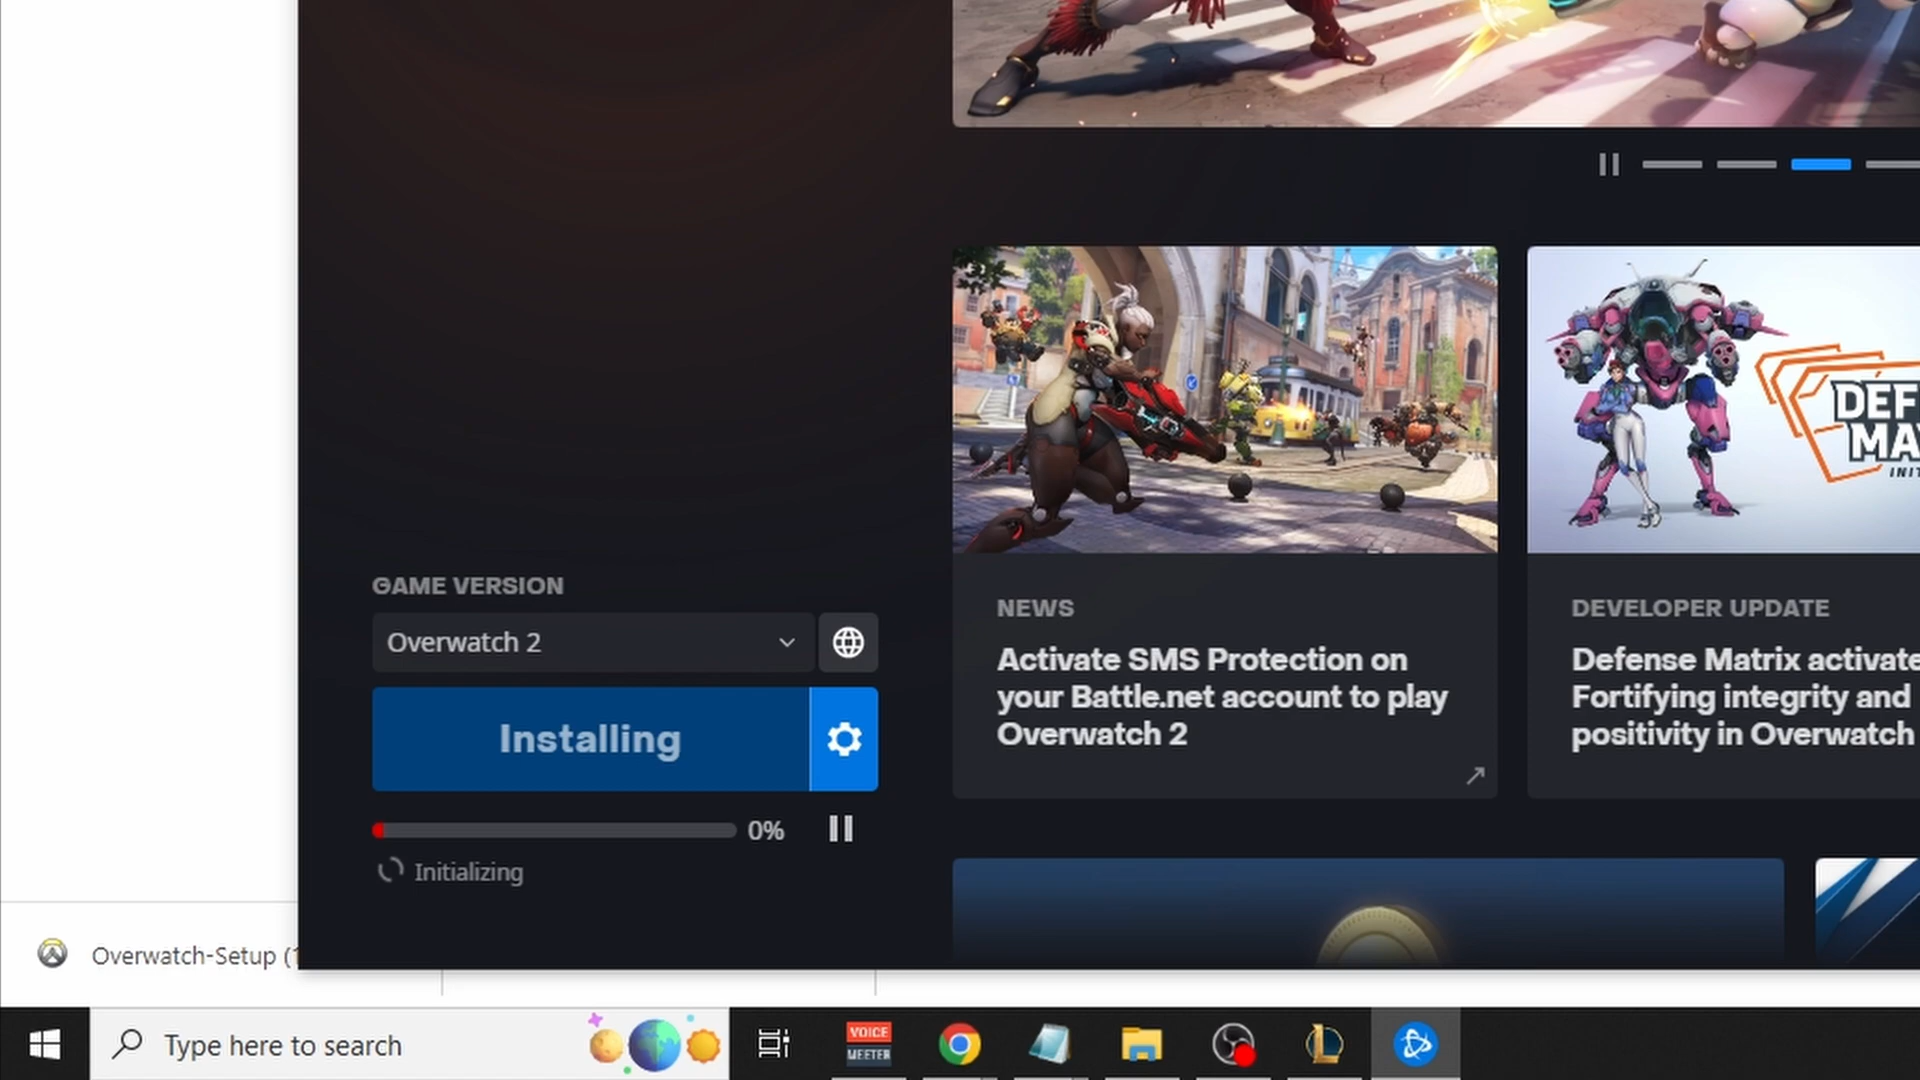 GAME VERSION
Overwatch 2
Installing
0%
Initializing
NEWS
Activate SMS Protection on
your Battle.net account to play
Overwatch 2
DEVELOPER UPDATE
Defense Matrix activate
Fortifying integrity and
positivity in Overwatch
DEF
MA
INIT
Overwatch-Setup (1
Type here to search
VOICE
MEETER